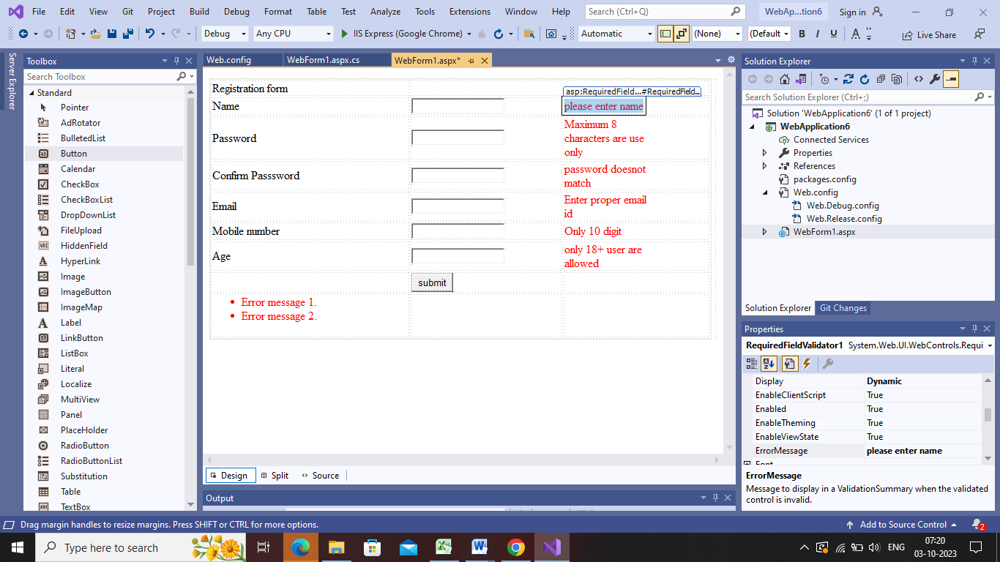 File Edit View Git Project Build Debug Format Table Test Analyze Tools Extensions Window Help Search (Ctrl+Q) WebAp...tion6 Sign in
Debug Any CPU IIS Express (Google Chrome) Automatic (None) (Default B I U A Live Share
Server Explorer
Toolbox
Search Toolbox
Standard
Pointer
AdRotator
BulletedList
Button
Calendar
CheckBox
CheckBoxList
DropDownList
FileUpload
HiddenField
HyperLink
Image
ImageButton
ImageMap
Label
LinkButton
ListBox
Literal
Localize
MultiView
Panel
PlaceHolder
RadioButton
RadioButtonList
Substitution
Table
TextBox
Web.config WebForm1.aspx.cs WebForm1.aspx*
Registration form
asp:RequiredField...#RequiredField...
Name please enter name
Password Maximum 8
characters are use
only
Confirm Passsword password doesnot
match
Email Enter proper email
id
Mobile number Only 10 digit
Age only 18+ user are
allowed
submit
• Error message 1.
• Error message 2.
Design Split Source
Output
Solution Explorer
Search Solution Explorer (Ctrl+;)
Solution 'WebApplication6' (1 of 1 project)
WebApplication6
Connected Services
Properties
References
packages.config
Web.config
Web.Debug.config
Web.Release.config
WebForm1.aspx
Solution Explorer Git Changes
Properties
RequiredFieldValidator1 System.Web.UI.WebControls.Requi
Display Dynamic
EnableClientScript True
Enabled True
EnableTheming True
EnableViewState True
ErrorMessage please enter name
Font
ErrorMessage
Message to display in a ValidationSummary when the validated
control is invalid.
Drag margin handles to resize margins. Press SHIFT or CTRL for more options. Add to Source Control 2
Type here to search ENG 07:20
03-10-2023